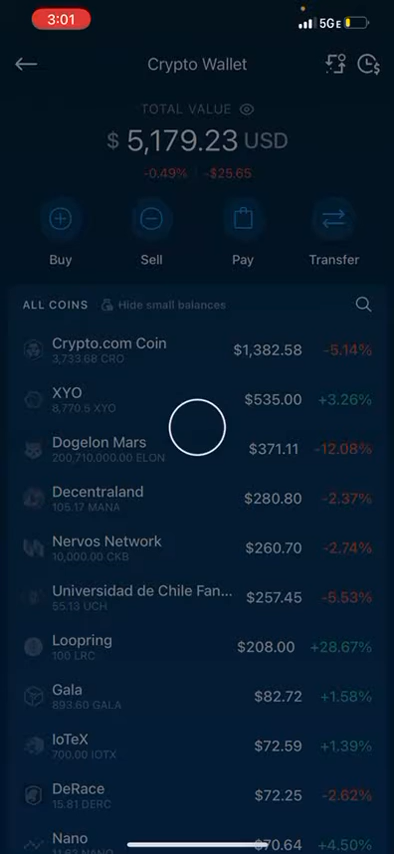 3:01
5GE
Crypto Wallet
TOTAL VALUE
$ 5,179.23 USD
-0.49% -$25.65
Buy Sell Pay Transfer
ALL COINS Hide small balances
Crypto.com Coin $1,382.58 -5.14%
3,733.68 CRO
XYO $535.00 +3.26%
8,770.5 XYO
Dogelon Mars $371.11 -12.08%
200,710,000.00 ELON
Decentraland $280.80 -2.37%
105.17 MANA
Nervos Network $260.70 -2.74%
10,000.00 CKB
Universidad de Chile Fan... $257.45 -5.53%
55.13 UCH
Loopring $208.00 +28.67%
100 LRC
Gala $82.72 +1.58%
893.60 GALA
IoTeX $72.59 +1.39%
700.00 IOTX
DeRace $72.25 -2.62%
15.81 DERC
Nano $70.64 +4.50%